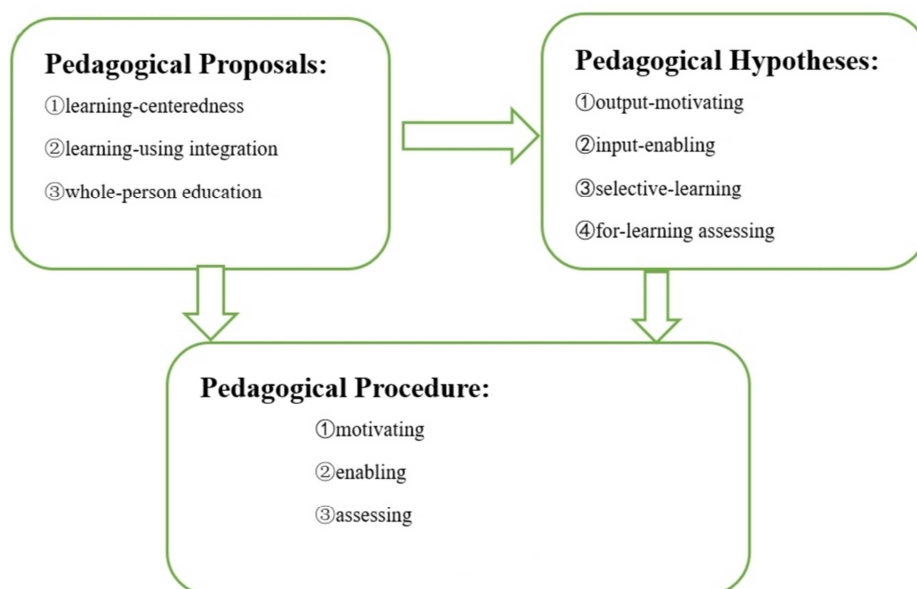 Pedagogical Proposals:
①learning-centeredness
②learning-using integration
③whole-person education
Pedagogical Hypotheses:
①output-motivating
②input-enabling
③selective-learning
④for-learning assessing
Pedagogical Procedure:
①motivating
②enabling
③assessing